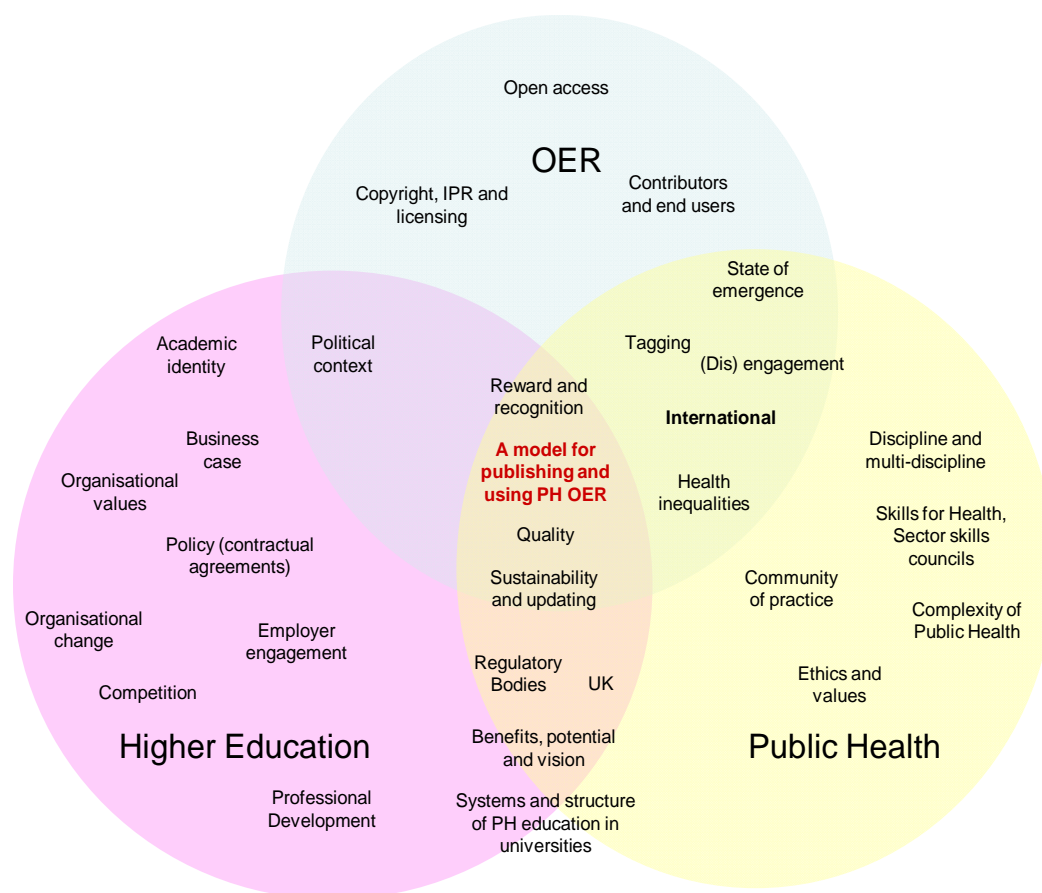 Open access
OER
Copyright, IPR and
licensing
Contributors
and end users
State of
emergence
Academic
identity
Political
context
Tagging
(Dis) engagement
Reward and
recognition
International
Business
case
A model for
publishing and
using PH OER
Discipline and
multi-discipline
Organisational
values
Health
inequalities
Skills for Health,
Sector skills
councils
Policy (contractual
agreements)
Quality
Sustainability
and updating
Community
of practice
Organisational
change
Employer
engagement
Complexity of
Public Health
Regulatory
Bodies
UK
Ethics and
values
Competition
Higher Education
Benefits, potential
and vision
Public Health
Professional
Development
Systems and structure
of PH education in
universities